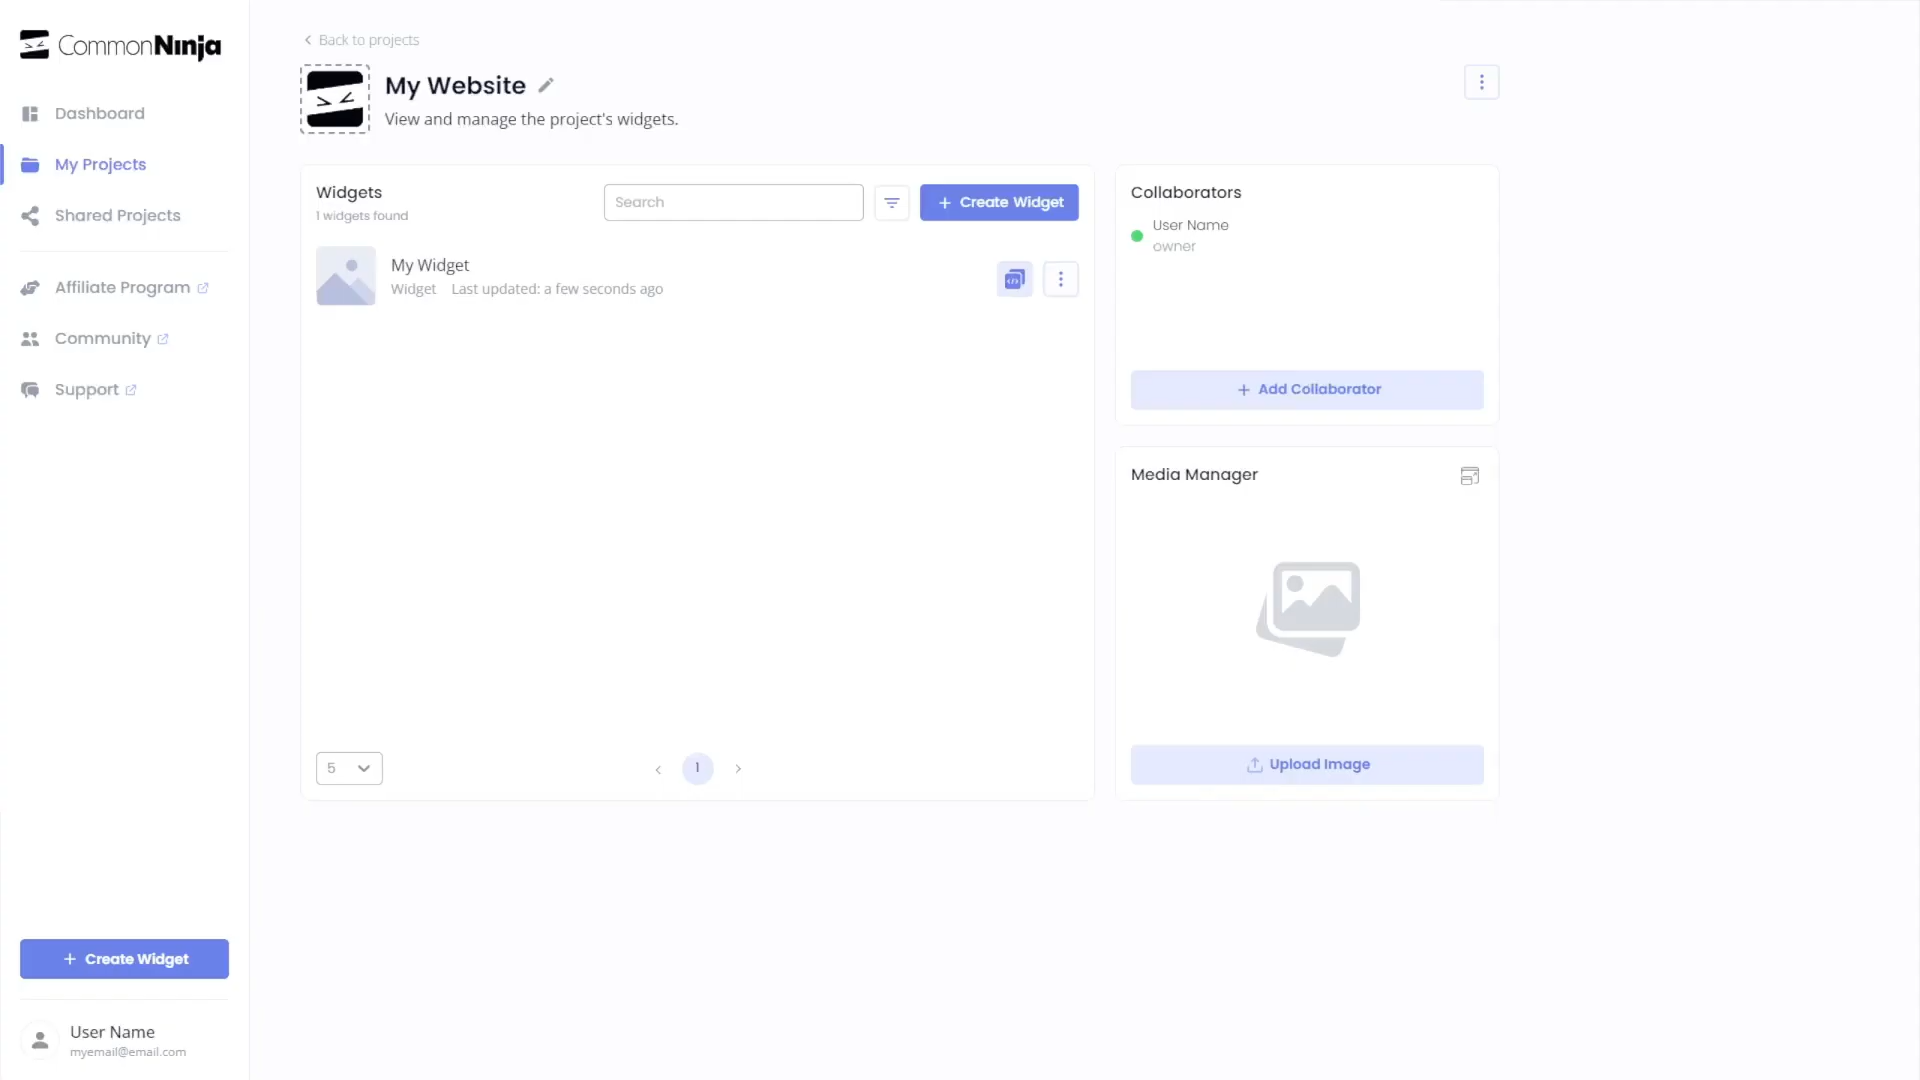 CommonNinja
Dashboard
My Projects
Shared Projects
Affiliate Program
Community
Support
+ Create Widget
User Name
myemail@email.com
Back to projects
My Website
View and manage the project's widgets.
Widgets
1 widgets found
Search
+ Create Widget
My Widget
Widget Last updated: a few seconds ago
5
1
Collaborators
User Name
owner
+ Add Collaborator
Media Manager
Upload Image